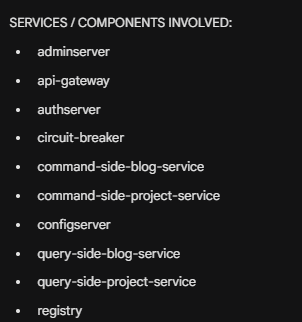 SERVICES / COMPONENTS INVOLVED:
• adminserver
• api-gateway
• authserver
• circuit-breaker
• command-side-blog-service
• command-side-project-service
• configserver
• query-side-blog-service
• query-side-project-service
• registry